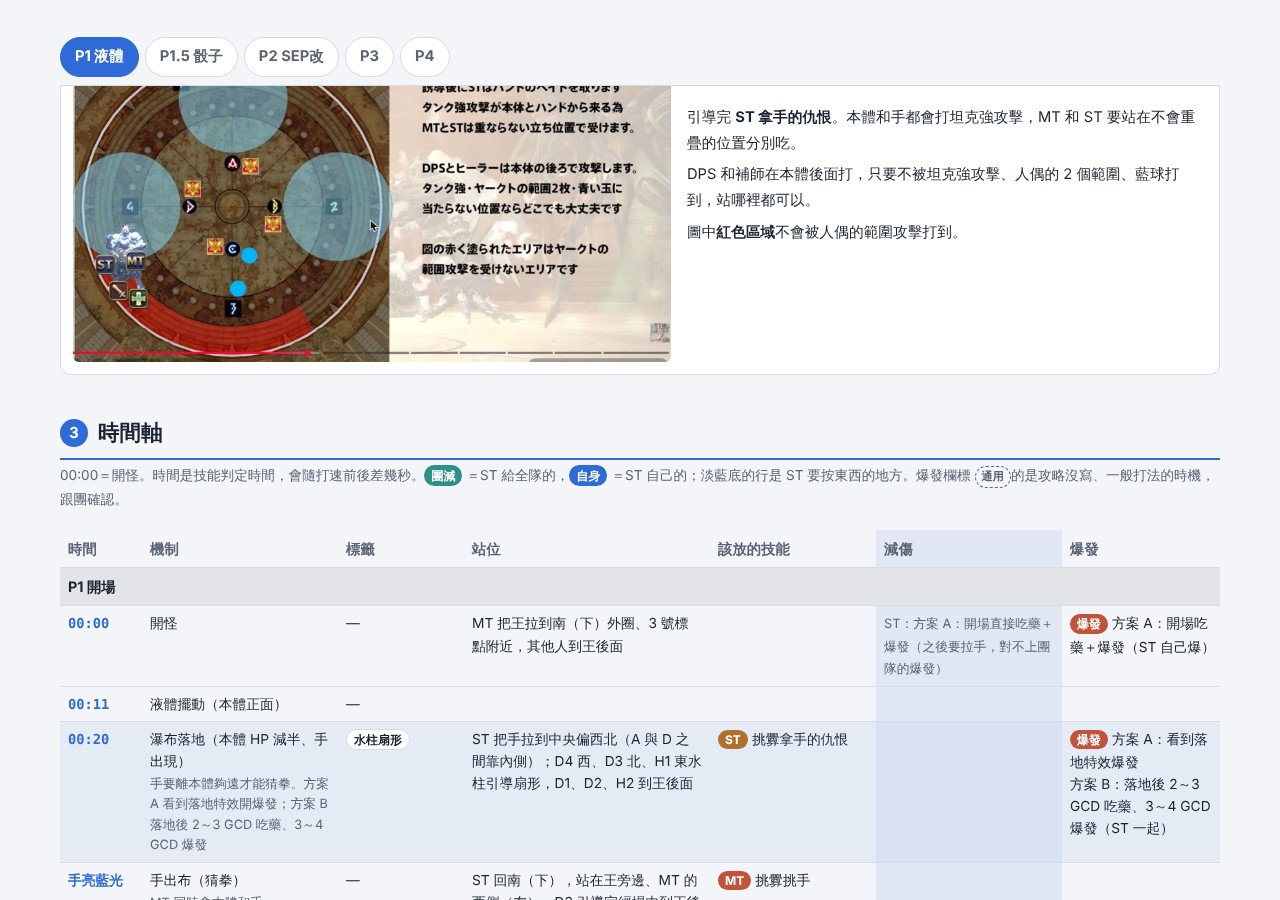 P1 液體
P1.5 骰子
P2 SEP改
P3
P4
誘導後にSTはハンドのヘイトを取ります
タンク強攻撃が本体とハンドから来る為
MTとSTは重ならない立ち位置で受けます。
DPSとヒーラーは本体の後ろで攻撃します。
タンク強・ヤークトの範囲2枚・青い玉に
当たらない位置ならどこでも大丈夫です
図の赤く塗られたエリアはヤークトの
範囲攻撃を受けないエリアです
A
D
C
4
2
3
ST
MT
引導完 ST 拿手的仇恨。本體和手都會打坦克強攻擊，MT 和 ST 要站在不會重
疊的位置分別吃。
DPS 和補師在本體後面打，只要不被坦克強攻擊、人偶的 2 個範圍、藍球打
到，站哪裡都可以。
圖中紅色區域不會被人偶的範圍攻擊打到。
3 時間軸
00:00＝開怪。時間是技能判定時間，會隨打速前後差幾秒。團減 ＝ST 給全隊的，自身 ＝ST 自己的；淡藍底的行是 ST 要按東西的地方。爆發欄標 通用 的是攻略沒寫、一般打法的時機，
跟團確認。
時間 機制 標籤 站位 該放的技能 減傷 爆發
P1 開場
00:00
開怪
—
MT 把王拉到南（下）外圈、3 號標
點附近，其他人到王後面
ST：方案 A：開場直接吃藥＋
爆發（之後要拉手，對不上團
隊的爆發）
爆發 方案 A：開場吃
藥＋爆發（ST 自己爆）
00:11
液體擺動（本體正面）
—
00:20
瀑布落地（本體 HP 減半、手
出現）
手要離本體夠遠才能猜拳。方案
A 看到落地特效開爆發；方案 B
落地後 2～3 GCD 吃藥、3～4
GCD 爆發
水柱扇形
ST 把手拉到中央偏西北（A 與 D 之
間靠內側）；D4 西、D3 北、H1 東水
柱引導扇形，D1、D2、H2 到王後面
ST 挑釁拿手的仇恨
爆發 方案 A：看到落
地特效爆發
方案 B：落地後 2～3
GCD 吃藥、3～4 GCD
爆發（ST 一起）
手亮藍光
手出布（猜拳）
—
ST 回南（下），站在王旁邊、MT 的
MT 挑釁挑手